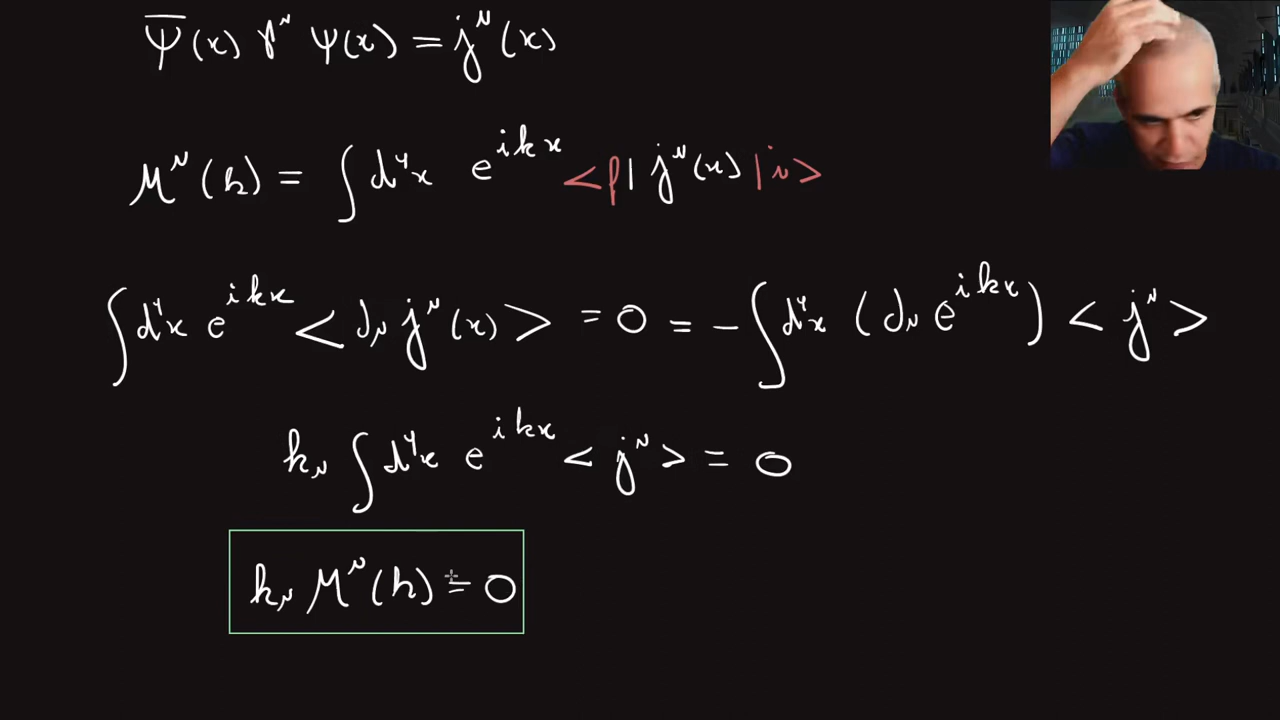 ψ̄(x) γ^μ ψ(x) = j^μ(x)
M^μ(k) = ∫ d⁴x e^{ikx} <f| j^μ(x) |i>
∫ d⁴x e^{ikx} < ∂_μ j^μ(x) > = 0 = - ∫ d⁴x (∂_μ e^{ikx}) < j^μ >
k_μ ∫ d⁴x e^{ikx} < j^μ > = 0
k_μ M^μ(k) = 0